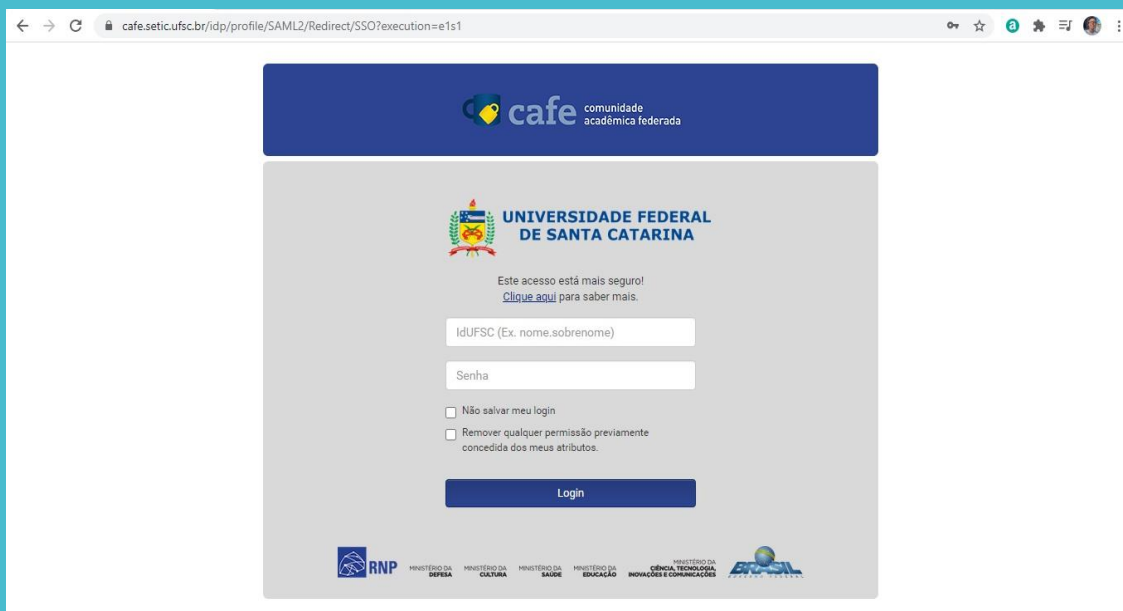 cafe.setic.ufsc.br/idp/profile/SAML2/Redirect/SSO?execution=e1s1
a
cafe
comunidade
acadêmica federada
UNIVERSIDADE FEDERAL
DE SANTA CATARINA
Este acesso está mais seguro!
Clique aqui para saber mais.
IdUFSC (Ex. nome.sobrenome)
Senha
Não salvar meu login
Remover qualquer permissão previamente
concedida dos meus atributos.
Login
RNP
MINISTÉRIO DA
DEFESA
MINISTÉRIO DA
CULTURA
MINISTÉRIO DA
SAÚDE
MINISTÉRIO DA
EDUCAÇÃO
MINISTÉRIO DA
CIÊNCIA, TECNOLOGIA,
INOVAÇÕES E COMUNICAÇÕES
BRASIL
GOVERNO FEDERAL